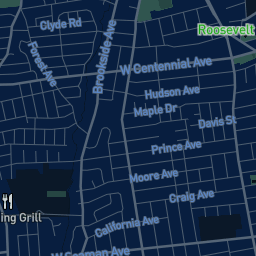 Clyde Rd
Brookside Ave
Roosevelt
Forest Ave
W Centennial Ave
Hudson Ave
Maple Dr
Davis St
Prince Ave
Moore Ave
Craig Ave
ing Grill
California Ave
W Seaman Ave